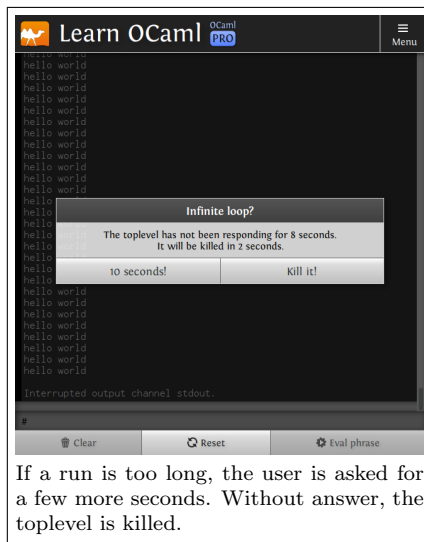 Learn OCaml OCaml PRO
Menu
hello world
hello world
hello world
hello world
hello world
hello world
hello world
hello world
hello world
hello world
hello world
hello world
hello world
hello
hello
Infinite loop?
hello
hello
The toplevel has not been responding for 8 seconds.
hello
It will be killed in 2 seconds.
hello
hello
10 seconds! Kill it!
hello world
hello world
hello world
hello world
hello world
hello world
hello world
hello world
Interrupted output channel stdout.
#
Clear Reset Eval phrase
If a run is too long, the user is asked for
a few more seconds. Without answer, the
toplevel is killed.